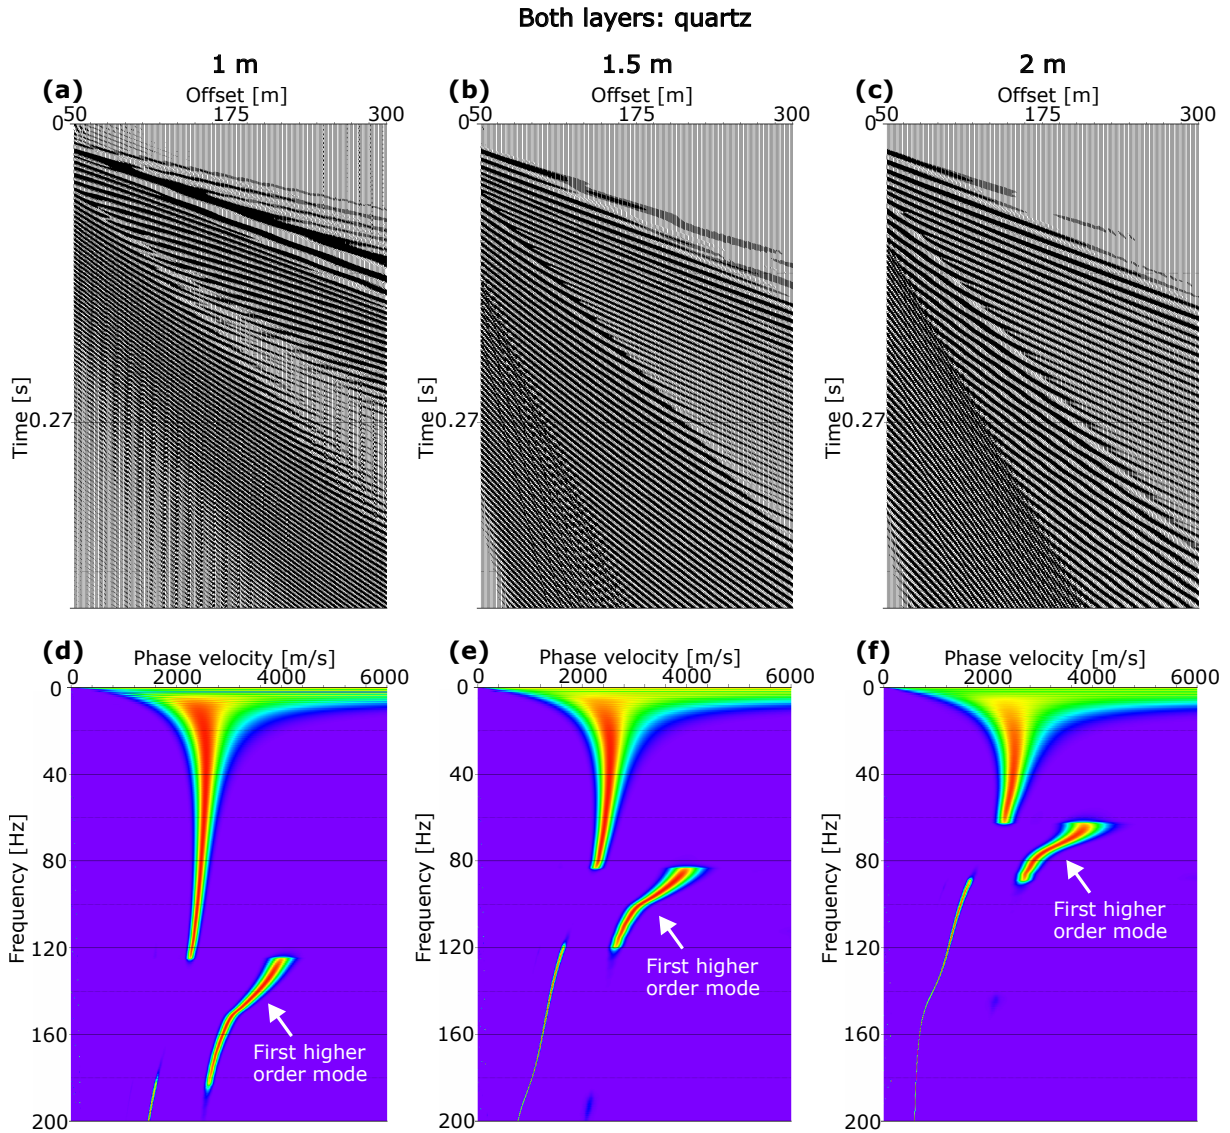 Both layers: quartz
1 m
1.5 m
2 m
(a)
Offset [m]
50 175 300
0
0.27
Time [s]
(b)
Offset [m]
50 175 300
0
0.27
Time [s]
(c)
Offset [m]
50 175 300
0
0.27
Time [s]
(d)
Phase velocity [m/s]
0 2000 4000 6000
0
40
80
120
160
200
Frequency [Hz]
First higher
order mode
(e)
Phase velocity [m/s]
0 2000 4000 6000
0
40
80
120
160
200
Frequency [Hz]
First higher
order mode
(f)
Phase velocity [m/s]
0 2000 4000 6000
0
40
80
120
160
200
Frequency [Hz]
First higher
order mode